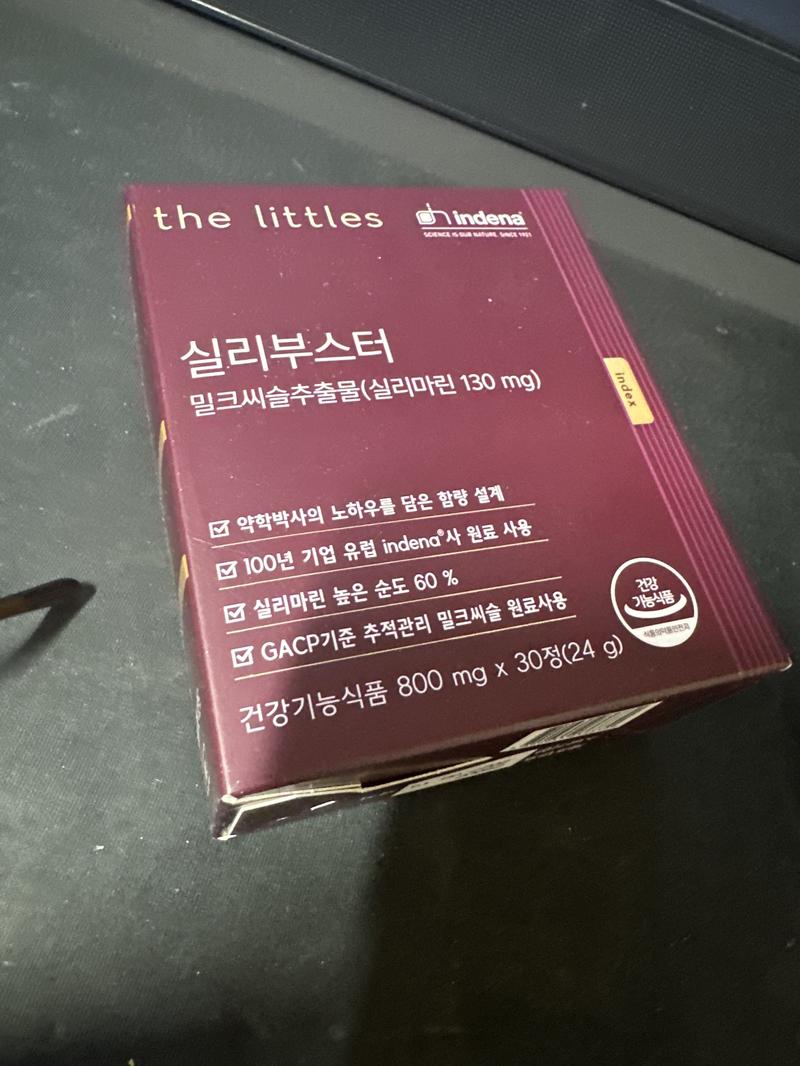 the littles
indena
SCIENCE IS OUR NATURE. SINCE 1921
실리부스터
밀크씨슬추출물(실리마린 130 mg)
index
약학박사의 노하우를 담은 함량 설계
100년 기업 유럽 indena®사 원료 사용
실리마린 높은 순도 60 %
GACP기준 추적관리 밀크씨슬 원료사용
건강
기능식품
식품의약품안전처
건강기능식품 800 mg x 30정(24 g)